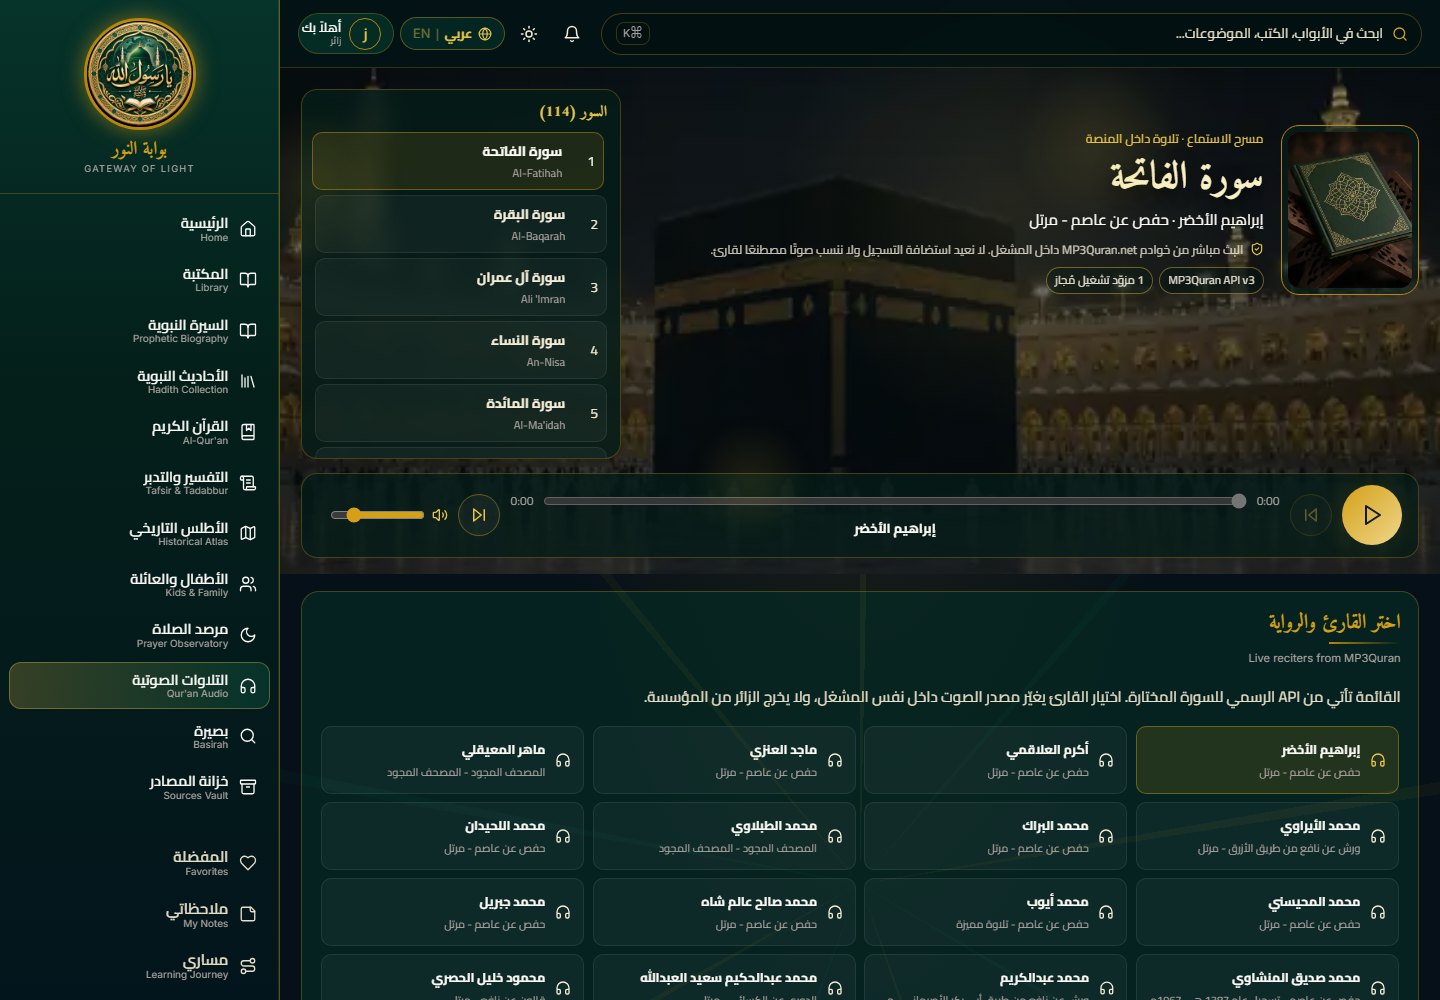 يا رسول الله
بوابة النور
GATEWAY OF LIGHT
الرئيسية
Home
المكتبة
Library
السيرة النبوية
Prophetic Biography
الأحاديث النبوية
Hadith Collection
القرآن الكريم
Al-Qur'an
التفسير والتدبر
Tafsir & Tadabbur
الأطلس التاريخي
Historical Atlas
الأطفال والعائلة
Kids & Family
مرصد الصلاة
Prayer Observatory
التلاوات الصوتية
Qur'an Audio
بصيرة
Basirah
خزانة المصادر
Sources Vault
المفضلة
Favorites
ملاحظاتي
My Notes
مساري
Learning Journey
ابحث في الأبواب، الكتب، الموضوعات...
⌘K
عربي | EN
ز
أهلاً بك
زائر
مسرح الاستماع · تلاوة داخل المنصة
سورة الفاتحة
إبراهيم الأخضر · حفص عن عاصم - مرتل
البث مباشر من خوادم MP3Quran.net داخل المشغل. لا نعيد استضافة التسجيل ولا ننسب صوتًا مصطنعًا لقارئ.
MP3Quran API v3
1 مزوّد تشغيل مُجاز
السور (114)
1
سورة الفاتحة
Al-Fatihah
2
سورة البقرة
Al-Baqarah
3
سورة آل عمران
Ali 'Imran
4
سورة النساء
An-Nisa
5
سورة المائدة
Al-Ma'idah
0:00
0:00
إبراهيم الأخضر
اختر القارئ والرواية
Live reciters from MP3Quran
القائمة تأتي من API الرسمي للسورة المختارة. اختيار القارئ يغيّر مصدر الصوت داخل نفس المشغل، ولا يخرج الزائر من المؤسسة.
إبراهيم الأخضر
حفص عن عاصم - مرتل
أكرم العلاقمي
حفص عن عاصم - مرتل
ماجد العنزي
حفص عن عاصم - مرتل
ماهر المعيقلي
المصحف المجود - المصحف المجود
محمد الأيراوي
ورش عن نافع من طريق الأزرق - مرتل
محمد البراك
حفص عن عاصم - مرتل
محمد الطبلاوي
المصحف المجود - المصحف المجود
محمد اللحيدان
حفص عن عاصم - مرتل
محمد المحيسني
حفص عن عاصم - مرتل
محمد أيوب
حفص عن عاصم - تلاوة مميزة
محمد صالح عالم شاه
حفص عن عاصم - مرتل
محمد جبريل
حفص عن عاصم - مرتل
محمد صديق المنشاوي
محمد عبدالكريم
محمد عبدالحكيم سعيد العبدالله
محمود خليل الحصري